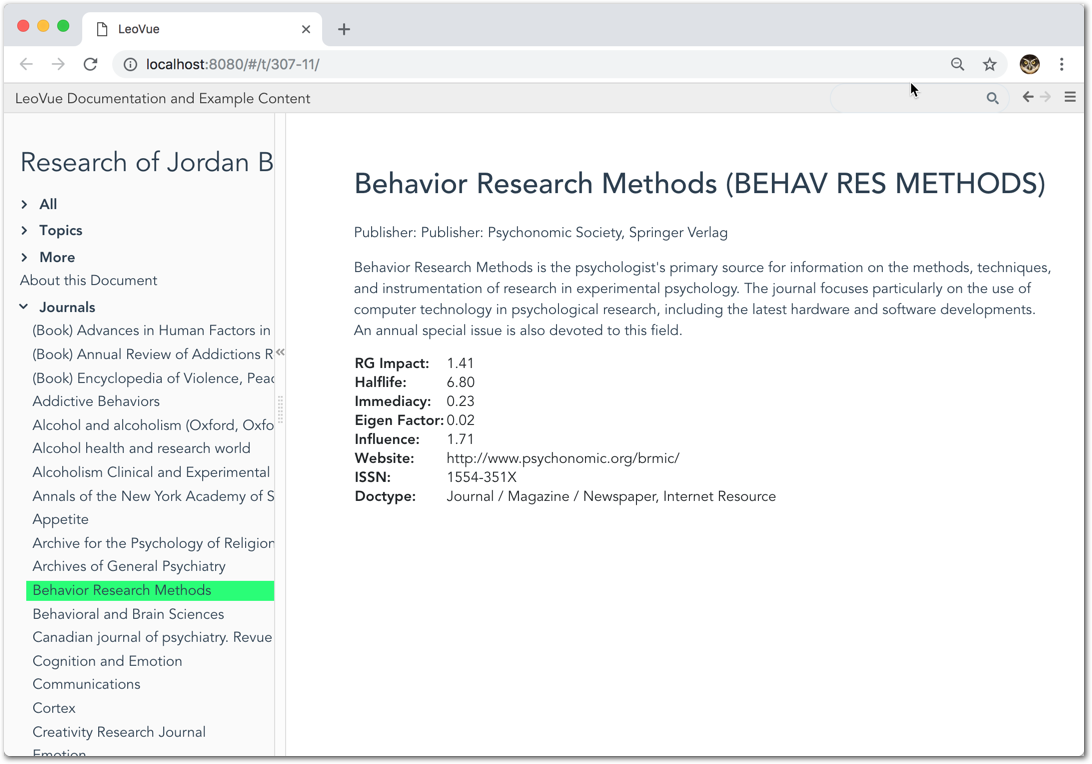 LeoVue
localhost:8080/#/t/307-11/
LeoVue Documentation and Example Content
Research of Jordan B
All
Topics
More
About this Document
Journals
(Book) Advances in Human Factors in
(Book) Annual Review of Addictions R
(Book) Encyclopedia of Violence, Peac
Addictive Behaviors
Alcohol and alcoholism (Oxford, Oxfo
Alcohol health and research world
Alcoholism Clinical and Experimental
Annals of the New York Academy of S
Appetite
Archive for the Psychology of Religion
Archives of General Psychiatry
Behavior Research Methods
Behavioral and Brain Sciences
Canadian journal of psychiatry. Revue
Cognition and Emotion
Communications
Cortex
Creativity Research Journal
Emotion
Behavior Research Methods (BEHAV RES METHODS)
Publisher: Publisher: Psychonomic Society, Springer Verlag
Behavior Research Methods is the psychologist's primary source for information on the methods, techniques,
and instrumentation of research in experimental psychology. The journal focuses particularly on the use of
computer technology in psychological research, including the latest hardware and software developments.
An annual special issue is also devoted to this field.
RG Impact: 1.41
Halflife: 6.80
Immediacy: 0.23
Eigen Factor: 0.02
Influence: 1.71
Website: http://www.psychonomic.org/brmic/
ISSN: 1554-351X
Doctype: Journal / Magazine / Newspaper, Internet Resource